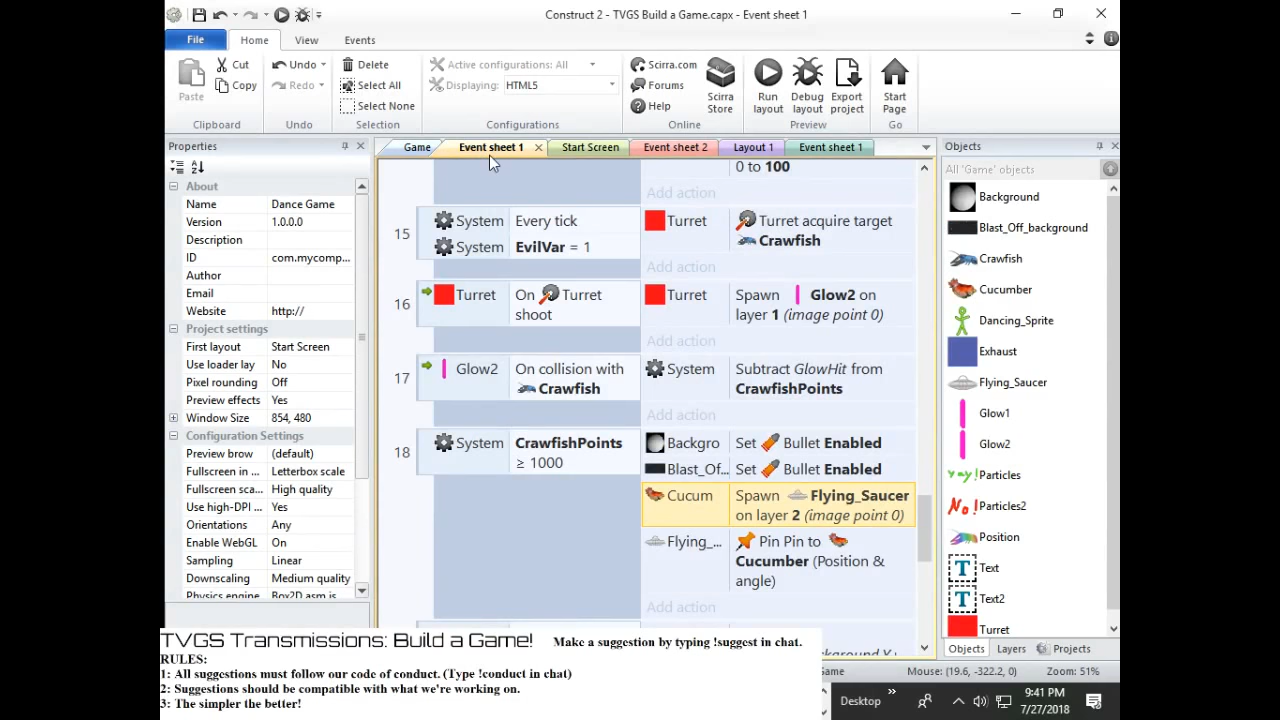 Construct 2 - TVGS Build a Game.capx - Event sheet 1
File Home View Events
Paste Cut Copy Clipboard
Undo Redo Undo
Delete Select All Select None Selection
Active configurations: All
Displaying: HTML5
Configurations
Scirra.com Forums Help Scirra Store Online
Run layout Debug layout Export project Preview
Start Page Go
Properties
Game Event sheet 1 Start Screen Event sheet 2 Layout 1 Event sheet 1
Objects
About
Name Dance Game
Version 1.0.0.0
Description
ID com.mycomp...
Author
Email
Website http://
Project settings
First layout Start Screen
Use loader lay No
Pixel rounding Off
Preview effects Yes
Window Size 854, 480
Configuration Settings
Preview brow (default)
Fullscreen in ... Letterbox scale
Fullscreen sca... High quality
Use high-DPI ... Yes
Orientations Any
Enable WebGL On
Sampling Linear
Downscaling Medium quality
Physics engine Box2D asm js
0 to 100
Add action
15 System Every tick
System EvilVar = 1
Turret Turret acquire target
Crawfish
Add action
16 Turret On Turret
shoot
Turret Spawn Glow2 on
layer 1 (image point 0)
Add action
17 Glow2 On collision with
Crawfish
System Subtract GlowHit from
CrawfishPoints
Add action
18 System CrawfishPoints
≥ 1000
Backgro Set Bullet Enabled
Blast_Of... Set Bullet Enabled
Cucum Spawn Flying_Saucer
on layer 2 (image point 0)
Flying_... Pin Pin to
Cucumber (Position &
angle)
Add action
All 'Game' objects
Background
Blast_Off_background
Crawfish
Cucumber
Dancing_Sprite
Exhaust
Flying_Saucer
Glow1
Glow2
yay! Particles
No! Particles2
Position
T Text
T Text2
Turret
Objects Layers Projects
Mouse: (19.6, -322.2, 0) Zoom: 51%
TVGS Transmissions: Build a Game! Make a suggestion by typing !suggest in chat.
RULES:
1: All suggestions must follow our code of conduct. (Type !conduct in chat)
2: Suggestions should be compatible with what we're working on.
3: The simpler the better!
Desktop
9:41 PM
7/27/2018